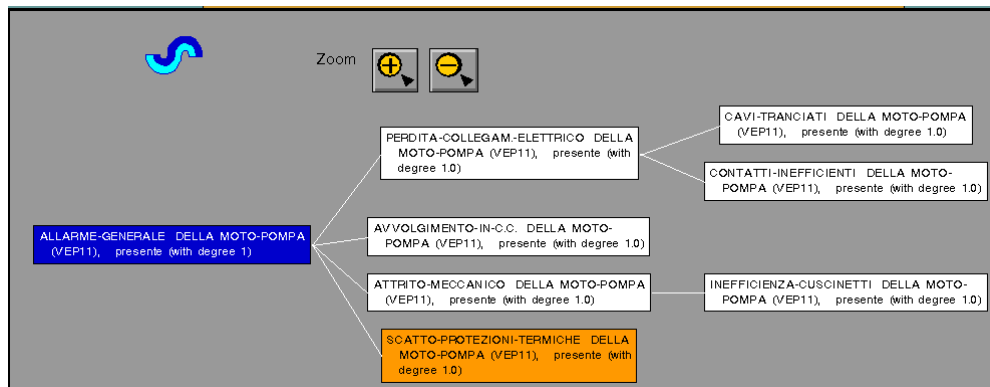 Zoom
ALLARME-GENERALE DELLA MOTO-POMPA
(VEP11), presente (with degree 1)
PERDITA-COLLEGAM.-ELETTRICO DELLA
MOTO-POMPA (VEP11), presente (with
degree 1.0)
AVVOLGIMENTO-IN-C.C. DELLA MOTO-
POMPA (VEP11), presente (with degree 1.0)
ATTRITO-MECCANICO DELLA MOTO-POMPA
(VEP11), presente (with degree 1.0)
SCATTO-PROTEZIONI-TERMICHE DELLA
MOTO-POMPA (VEP11), presente (with
degree 1.0)
CAVI-TRANCIATI DELLA MOTO-POMPA
(VEP11), presente (with degree 1.0)
CONTATTI-INEFFICIENTI DELLA MOTO-
POMPA (VEP11), presente (with degree 1.0)
INEFFICIENZA-CUSCINETTI DELLA MOTO-
POMPA (VEP11), presente (with degree 1.0)